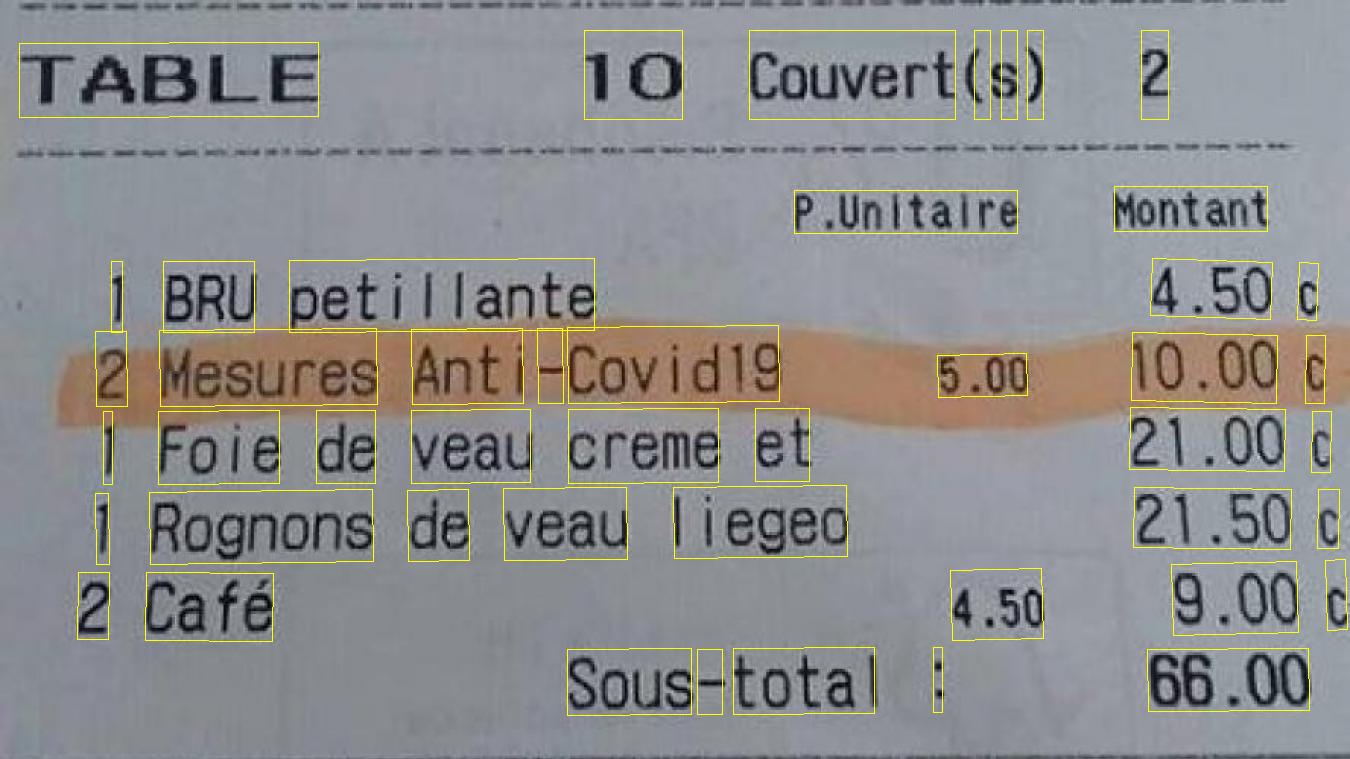 TABLE 10 Couvert(s) 2
P.Unitaire Montant
1 BRU petillante 4.50 c
2 Mesures Anti-Covid19 5.00 10.00 c
1 Foie de veau creme et 21.00 c
1 Rognons de veau liegeo 21.50 c
2 Café 4.50 9.00 c
Sous-total : 66.00